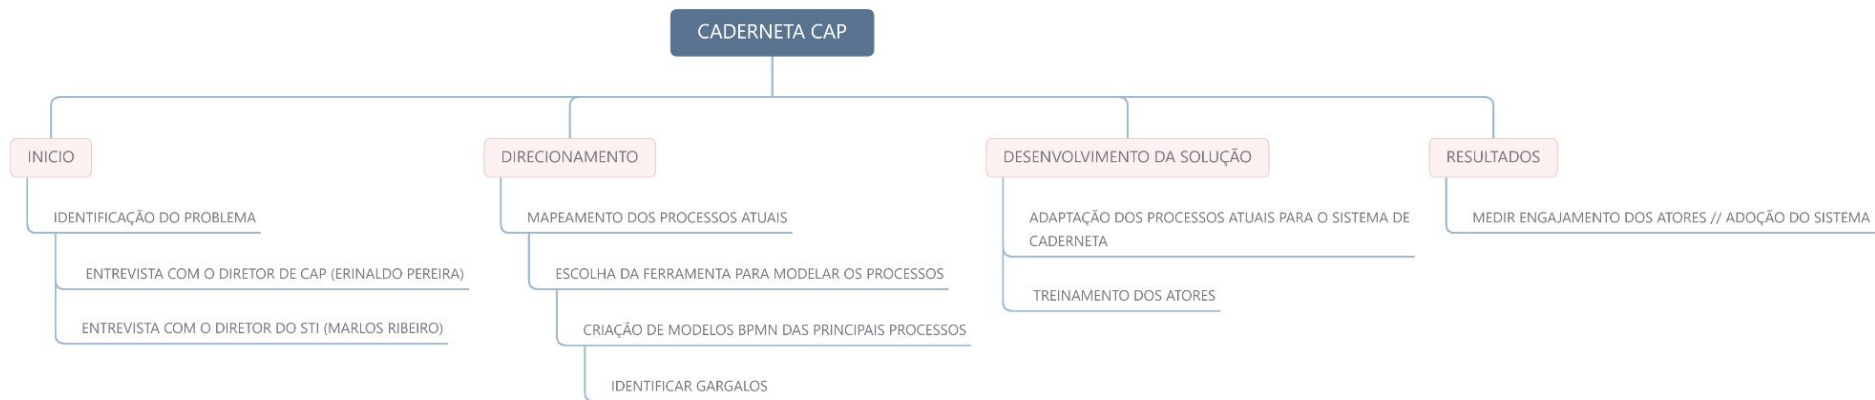 CADERNETA CAP
INICIO
IDENTIFICAÇÃO DO PROBLEMA
ENTREVISTA COM O DIRETOR DE CAP (ERINALDO PEREIRA)
ENTREVISTA COM O DIRETOR DO STI (MARLOS RIBEIRO)
DIRECIONAMENTO
MAPEAMENTO DOS PROCESSOS ATUAIS
ESCOLHA DA FERRAMENTA PARA MODELAR OS PROCESSOS
CRIAÇÃO DE MODELOS BPMN DAS PRINCIPAIS PROCESSOS
IDENTIFICAR GARGALOS
DESENVOLVIMENTO DA SOLUÇÃO
ADAPTAÇÃO DOS PROCESSOS ATUAIS PARA O SISTEMA DE
CADERNETA
TREINAMENTO DOS ATORES
RESULTADOS
MEDIR ENGAJAMENTO DOS ATORES // ADOÇÃO DO SISTEMA